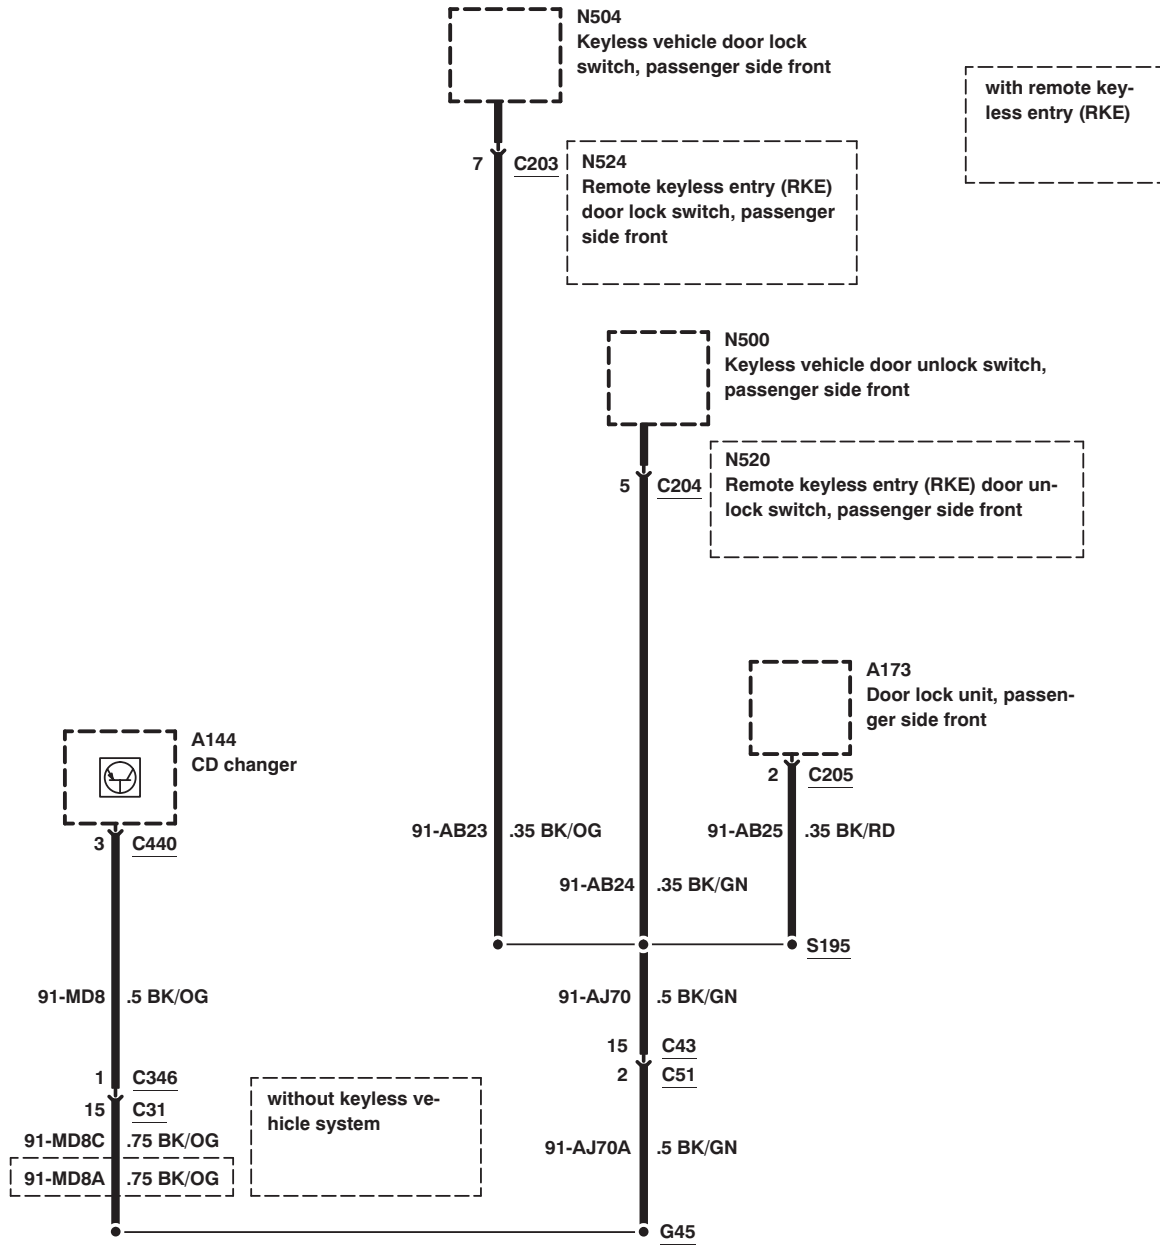 N504
Keyless vehicle door lock
switch, passenger side front
with remote key-
less entry (RKE)
7 C203
N524
Remote keyless entry (RKE)
door lock switch, passenger
side front
N500
Keyless vehicle door unlock switch,
passenger side front
5 C204
N520
Remote keyless entry (RKE) door un-
lock switch, passenger side front
A173
Door lock unit, passen-
ger side front
2 C205
A144
CD changer
3 C440
91-AB23 .35 BK/OG
91-AB25 .35 BK/RD
91-AB24 .35 BK/GN
S195
91-MD8 .5 BK/OG
91-AJ70 .5 BK/GN
15 C43
2 C51
1 C346
15 C31
without keyless ve-
hicle system
91-MD8C .75 BK/OG
91-AJ70A .5 BK/GN
91-MD8A .75 BK/OG
G45